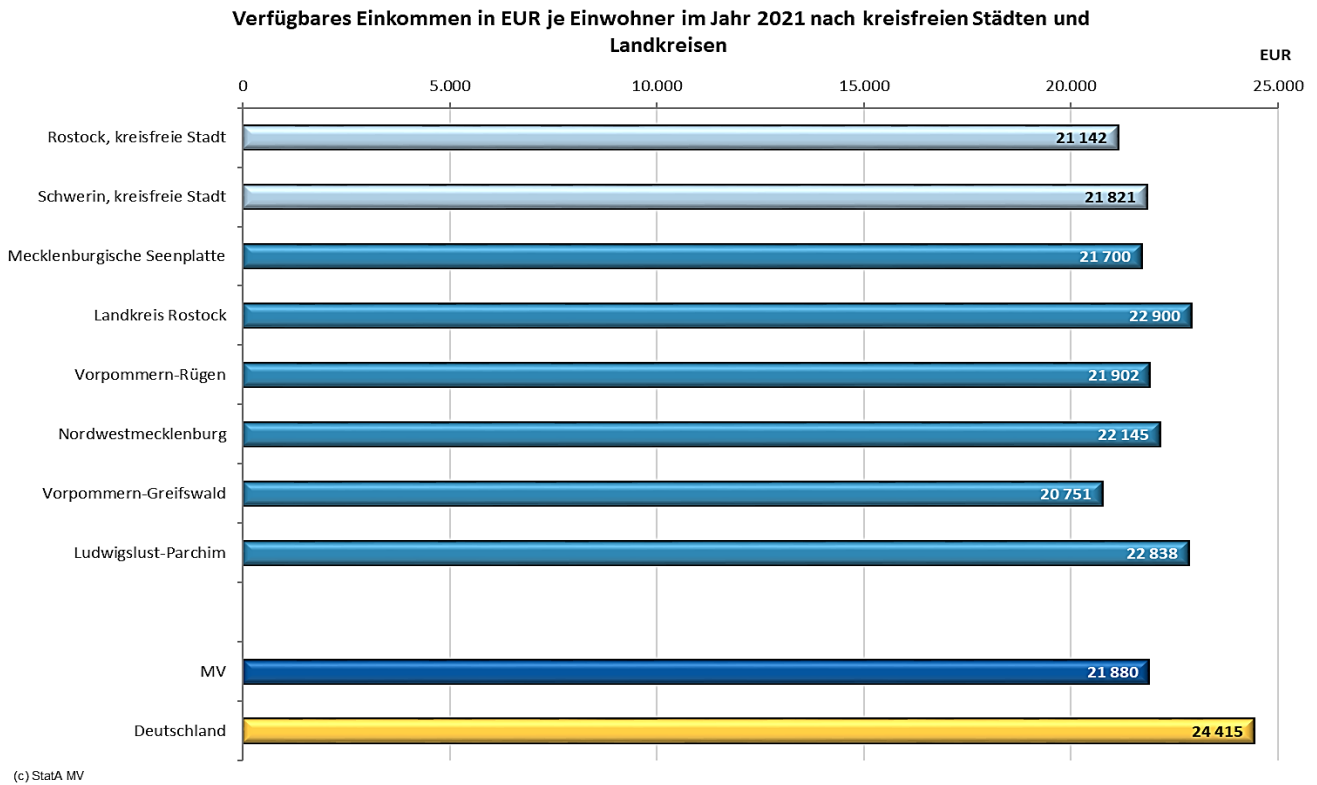 Verfügbares Einkommen in EUR je Einwohner im Jahr 2021 nach kreisfreien Städten und
Landkreisen
EUR
0 5.000 10.000 15.000 20.000 25.000
Rostock, kreisfreie Stadt 21 142
Schwerin, kreisfreie Stadt 21 821
Mecklenburgische Seenplatte 21 700
Landkreis Rostock 22 900
Vorpommern-Rügen 21 902
Nordwestmecklenburg 22 145
Vorpommern-Greifswald 20 751
Ludwigslust-Parchim 22 838
MV 21 880
Deutschland 24 415
(c) StatA MV